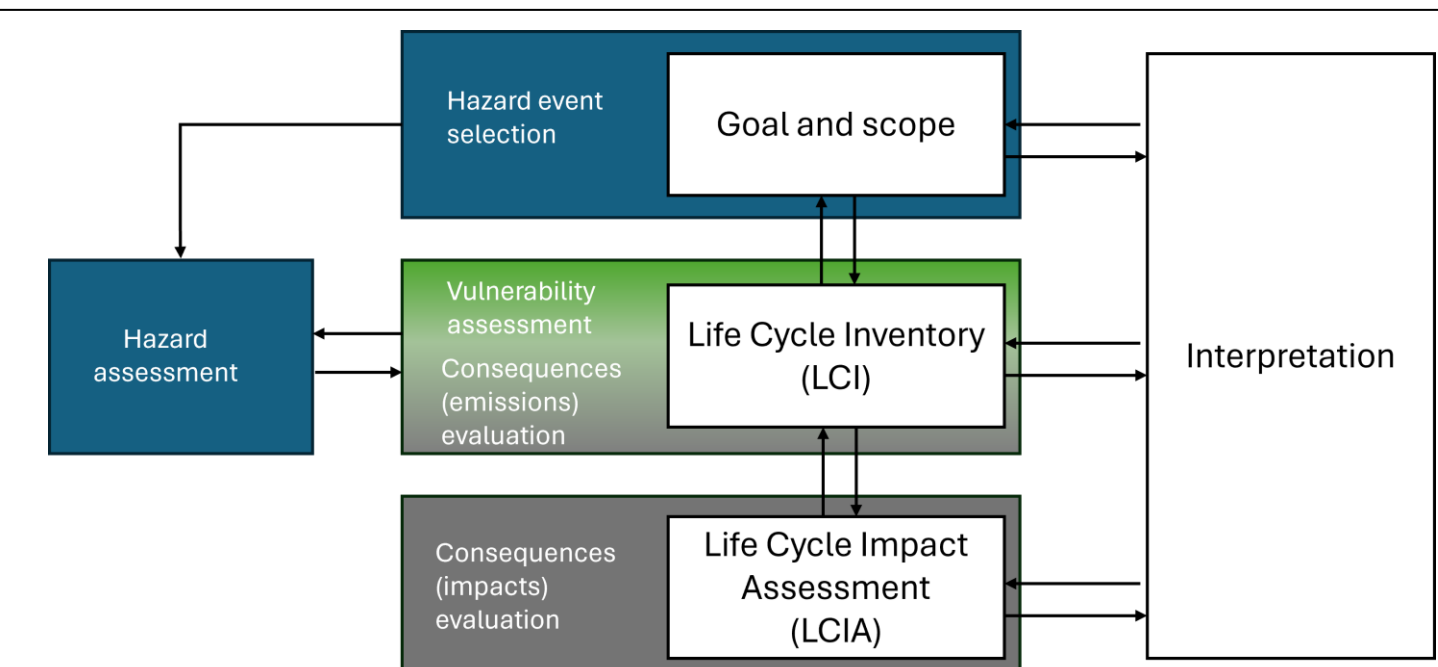 Hazard event
selection
Goal and scope
Hazard
assessment
Vulnerability
assessment
Consequences
(emissions)
evaluation
Life Cycle Inventory
(LCI)
Interpretation
Consequences
(impacts)
evaluation
Life Cycle Impact
Assessment
(LCIA)